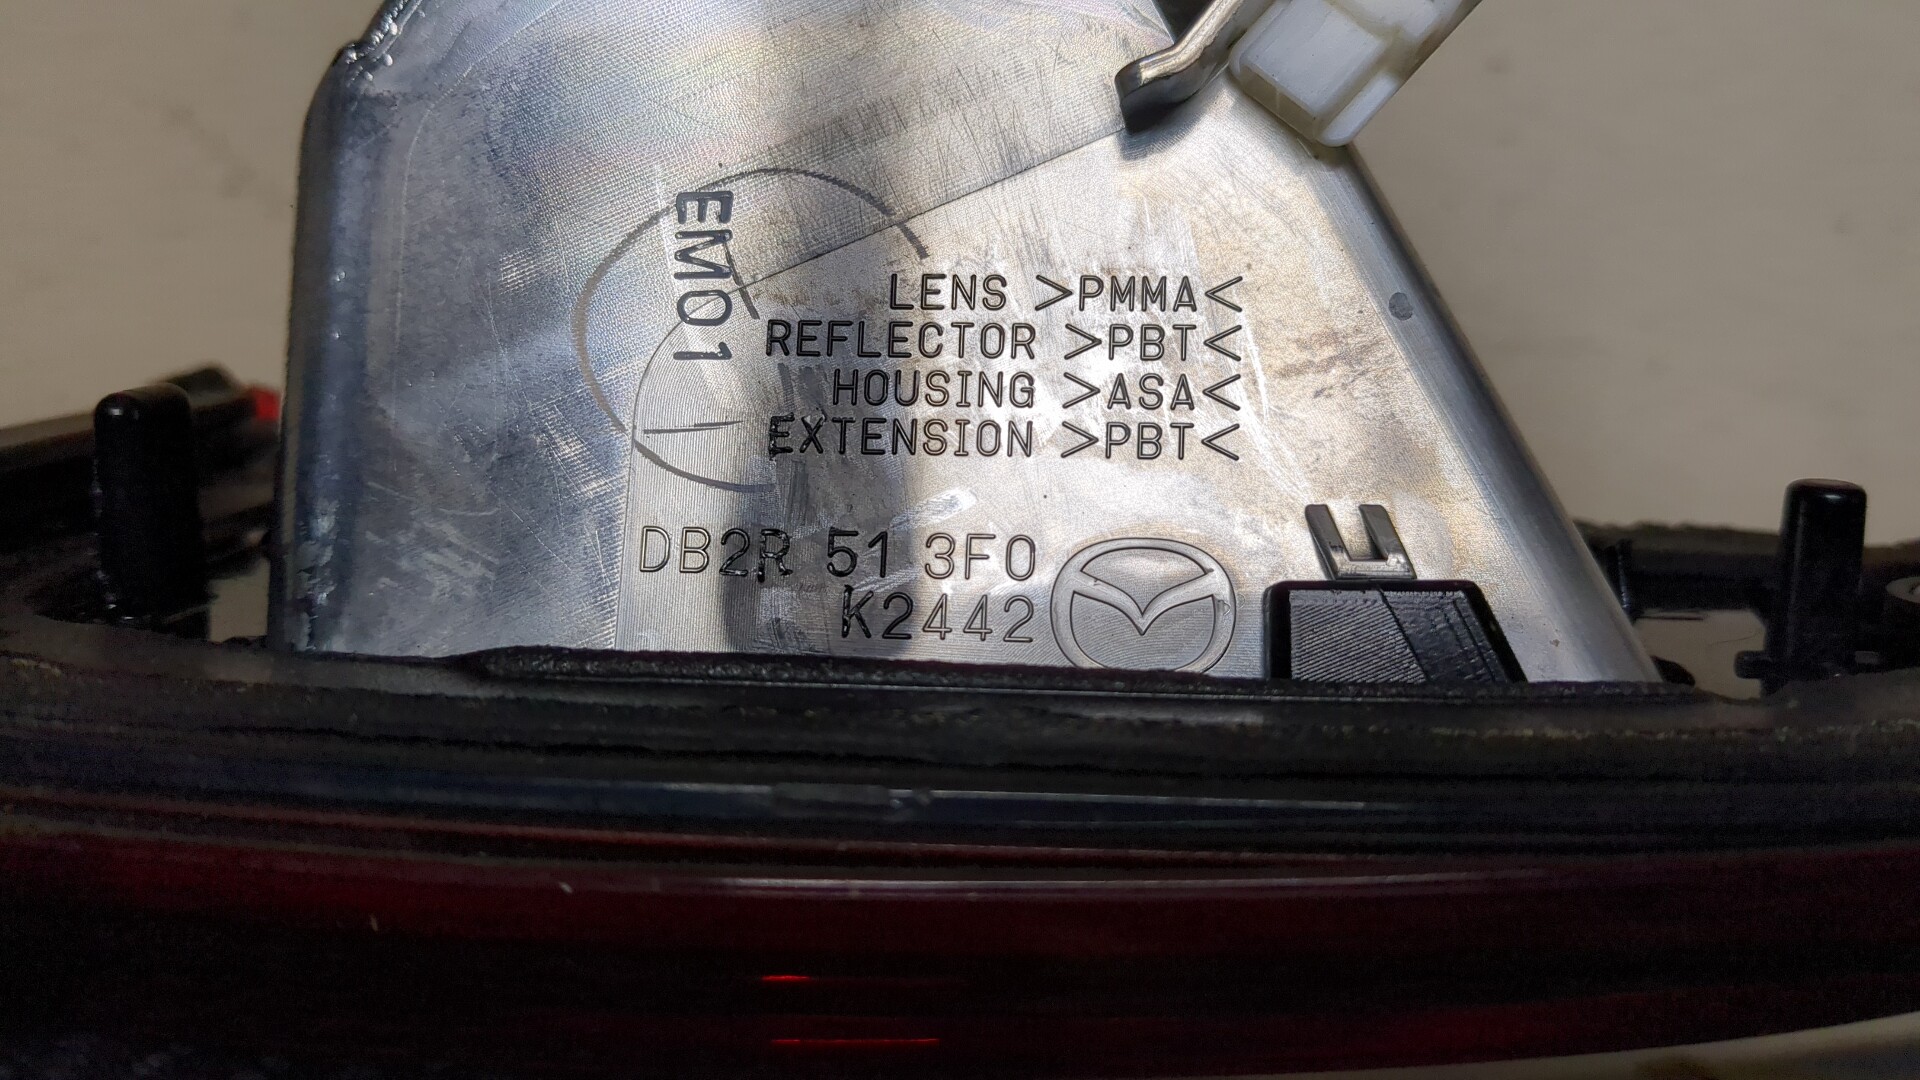 EM01
LENS >PMMA<
REFLECTOR >PBT<
HOUSING >ASA<
EXTENSION >PBT<
DB2R 51 3F0
K2442